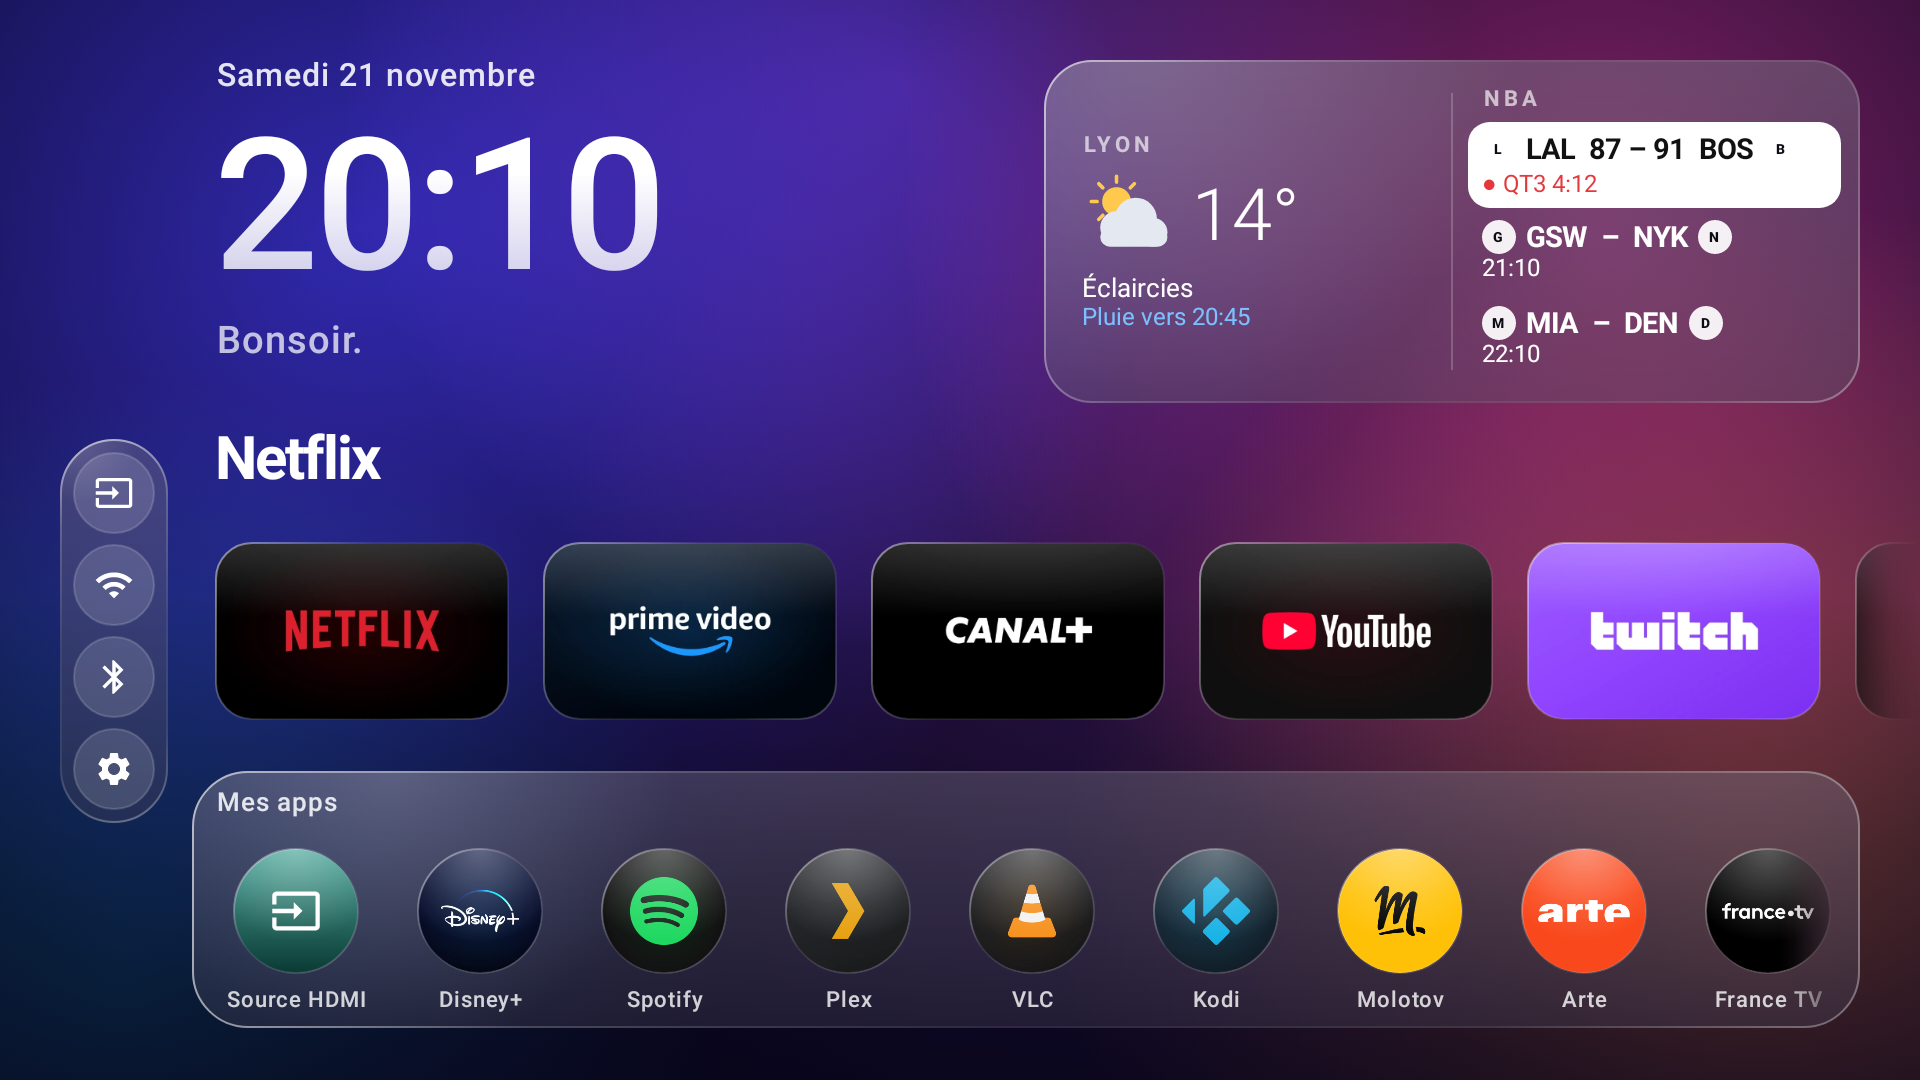 Samedi 21 novembre
20:10
Bonsoir.
LYON
14°
Éclaircies
Pluie vers 20:45
NBA
L LAL 87 – 91 BOS B
QT3 4:12
G GSW – NYK N
21:10
M MIA – DEN D
22:10
Netflix
NETFLIX
prime video
CANAL+
YouTube
twitch
Mes apps
Disney+
M.
arte
france•tv
Source HDMI
Disney+
Spotify
Plex
VLC
Kodi
Molotov
Arte
France TV